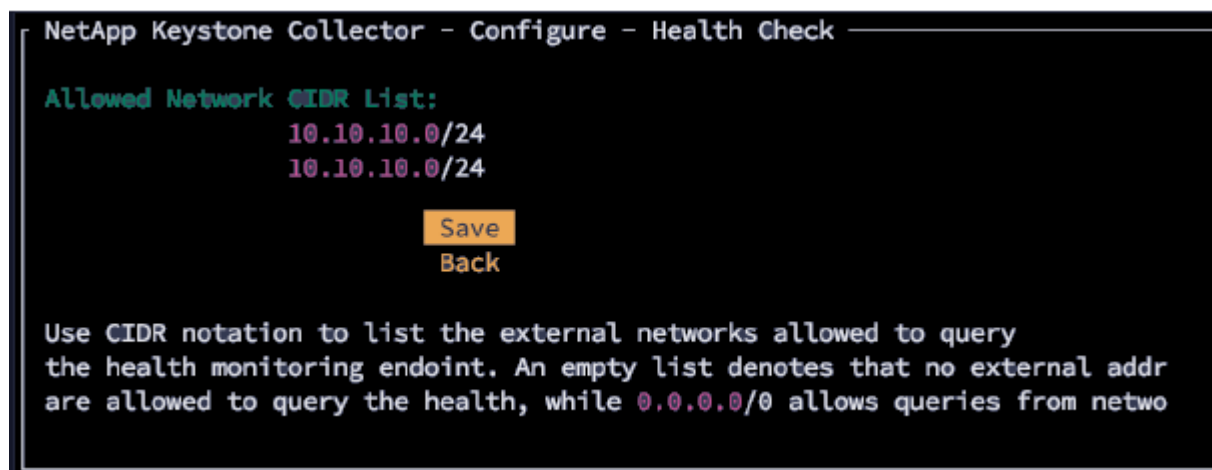 NetApp Keystone Collector - Configure - Health Check
Allowed Network CIDR List:
10.10.10.0/24
10.10.10.0/24
Save
Back
Use CIDR notation to list the external networks allowed to query
the health monitoring endoint. An empty list denotes that no external addr
are allowed to query the health, while 0.0.0.0/0 allows queries from netwo